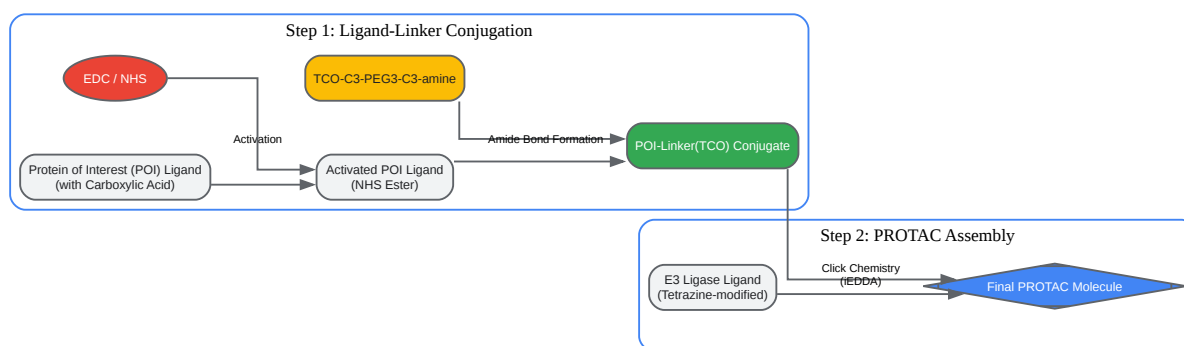 Step 1: Ligand-Linker Conjugation
EDC / NHS
TCO-C3-PEG3-C3-amine
Activation
Amide Bond Formation
POI-Linker(TCO) Conjugate
Protein of Interest (POI) Ligand
(with Carboxylic Acid)
Activated POI Ligand
(NHS Ester)
Step 2: PROTAC Assembly
E3 Ligase Ligand
(Tetrazine-modified)
Click Chemistry
(iEDDA)
Final PROTAC Molecule